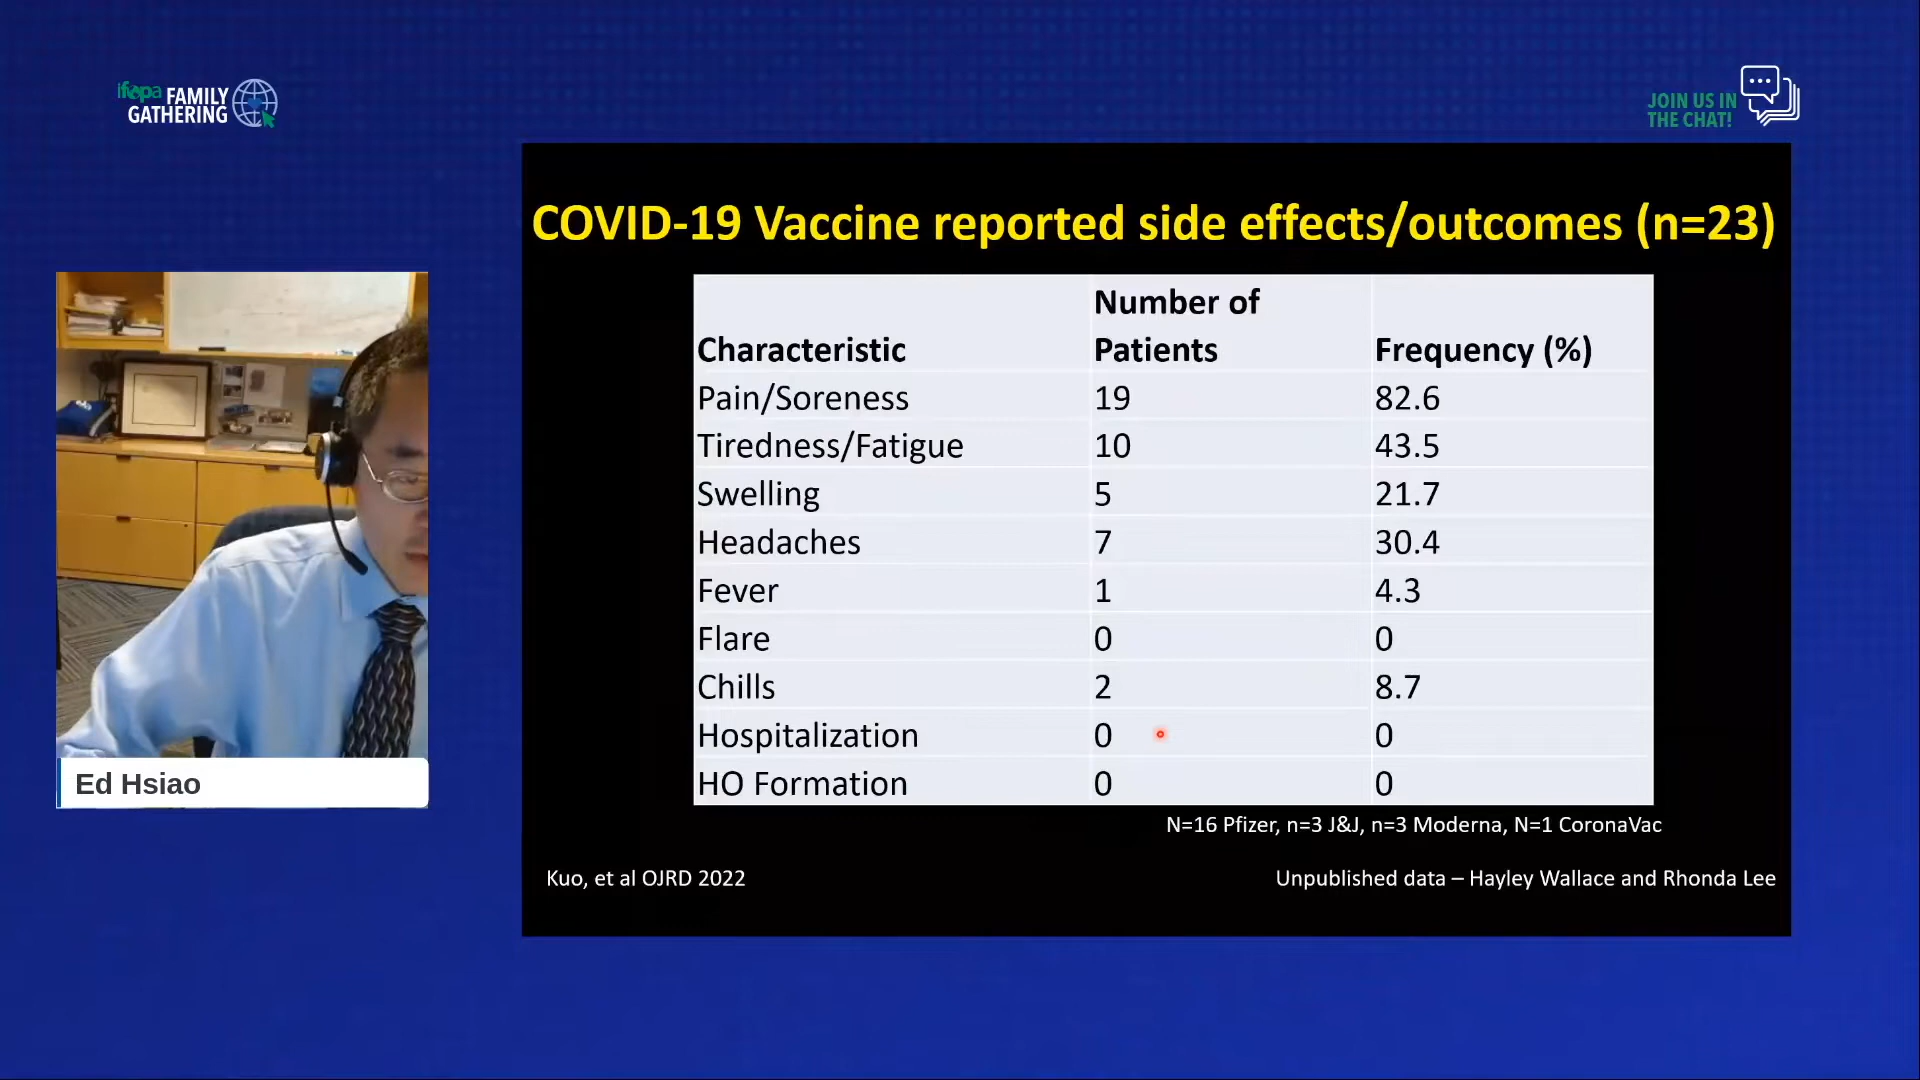 ifopa FAMILY
GATHERING
JOIN US IN
THE CHAT!
COVID-19 Vaccine reported side effects/outcomes (n=23)
Characteristic Number of Patients Frequency (%)
Pain/Soreness 19 82.6
Tiredness/Fatigue 10 43.5
Swelling 5 21.7
Headaches 7 30.4
Fever 1 4.3
Flare 0 0
Chills 2 8.7
Hospitalization 0 0
HO Formation 0 0
N=16 Pfizer, n=3 J&J, n=3 Moderna, N=1 CoronaVac
Kuo, et al OJRD 2022
Unpublished data – Hayley Wallace and Rhonda Lee
Ed Hsiao